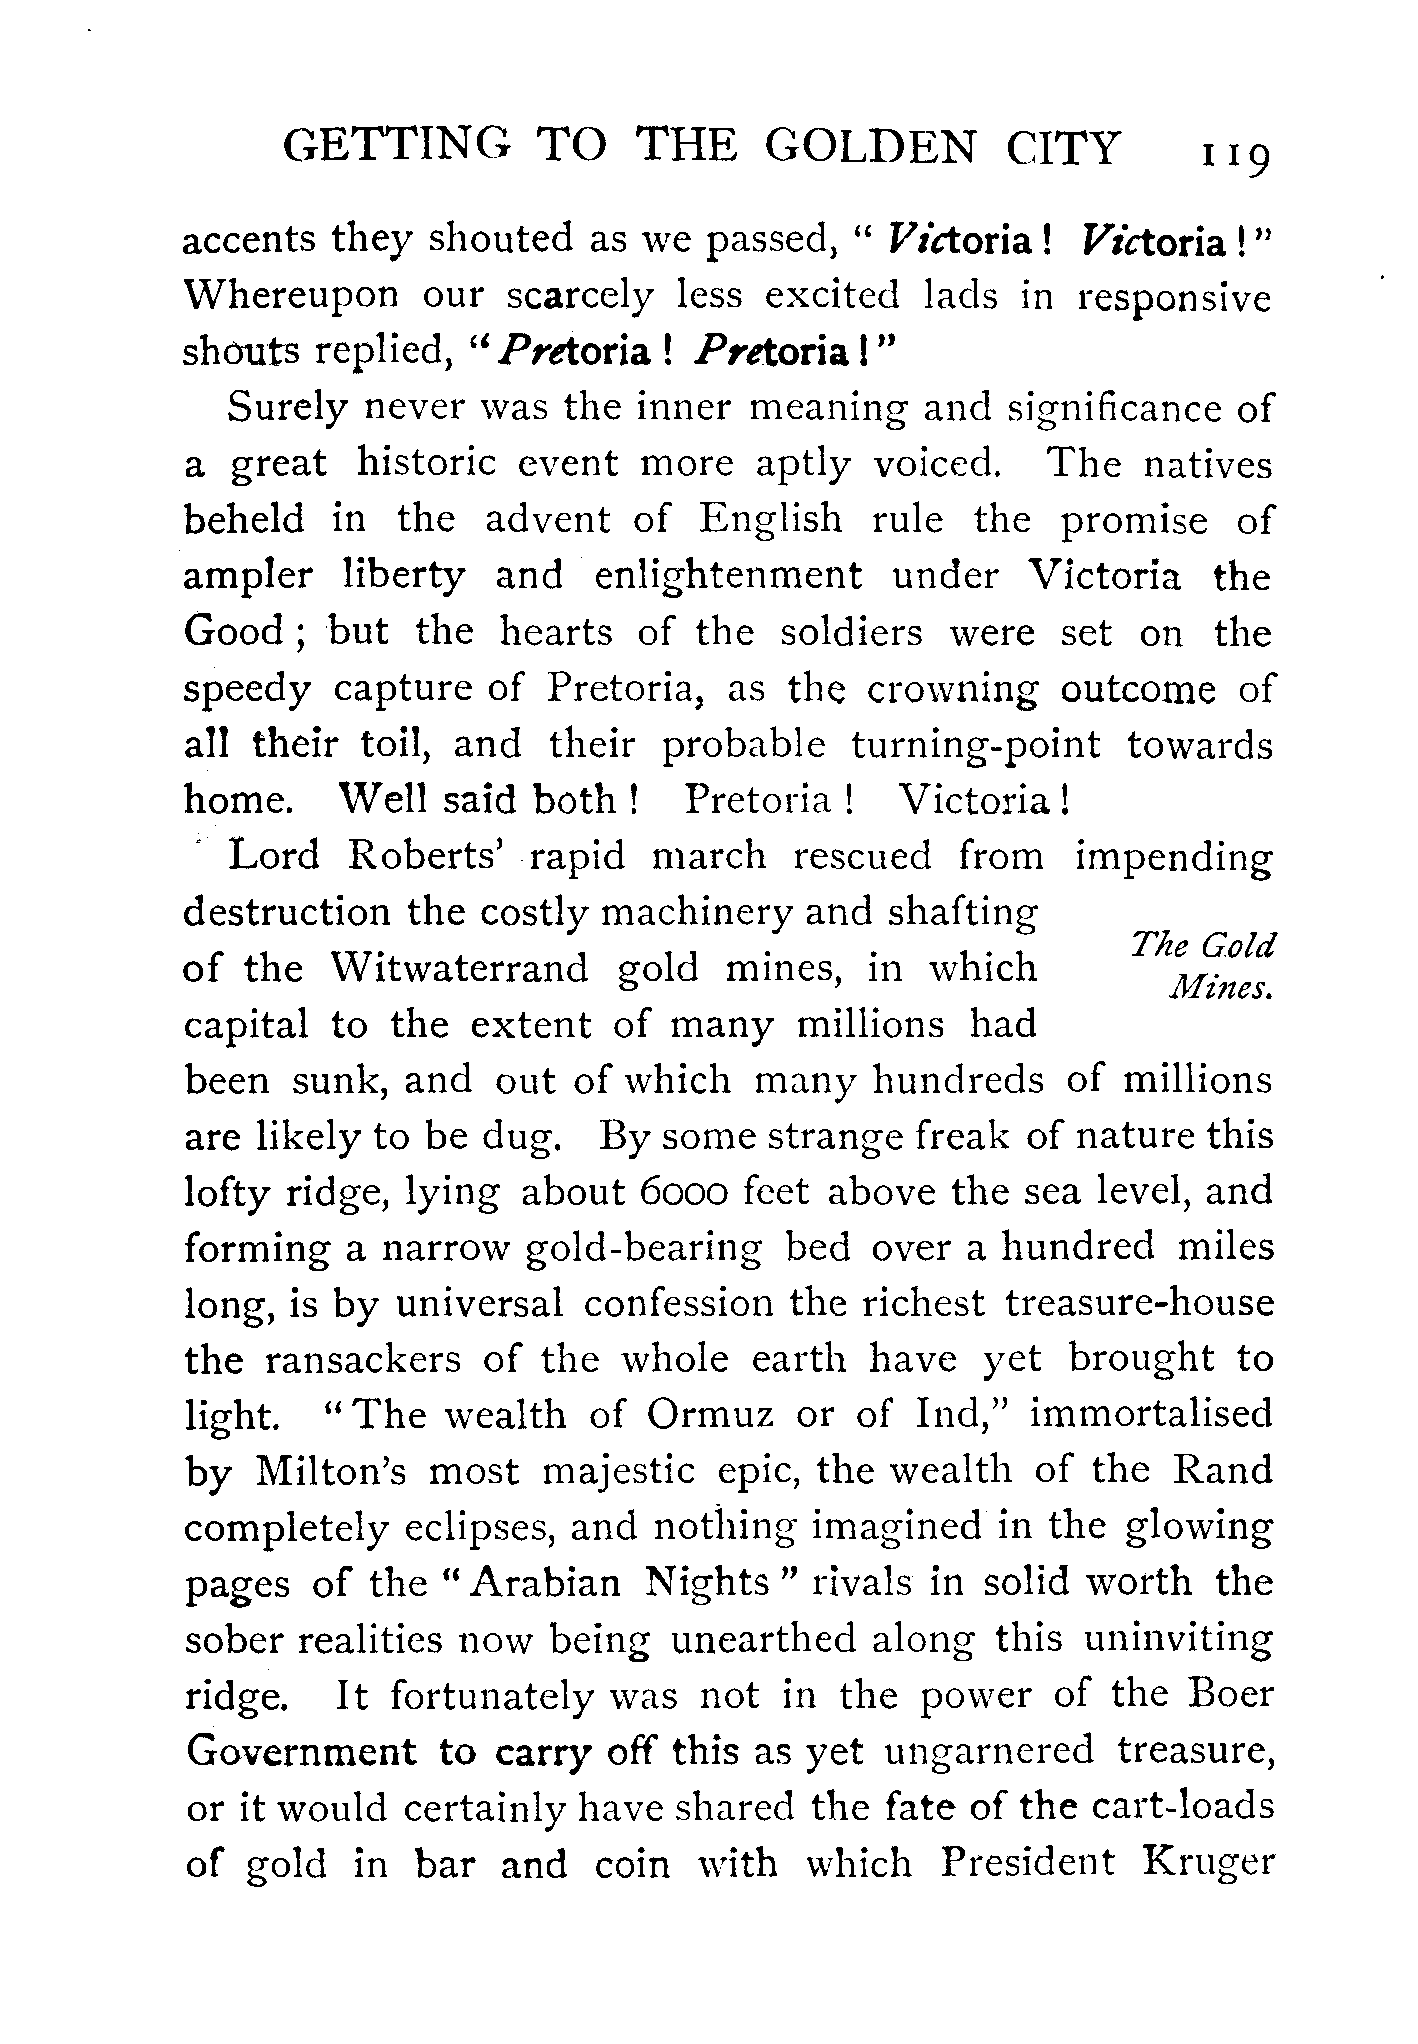 GETTING TO THE GOLDEN CITY 119
accents they shouted as we passed, " Victoria ! Victoria ! "
Whereupon our scarcely less excited lads in responsive
shouts replied, " Pretoria ! Pretoria ! "
Surely never was the inner meaning and significance of
a great historic event more aptly voiced. The natives
beheld in the advent of English rule the promise of
ampler liberty and enlightenment under Victoria the
Good ; but the hearts of the soldiers were set on the
speedy capture of Pretoria, as the crowning outcome of
all their toil, and their probable turning-point towards
home. Well said both ! Pretoria ! Victoria !
Lord Roberts' rapid march rescued from impending
destruction the costly machinery and shafting
of the Witwaterrand gold mines, in which
capital to the extent of many millions had
The Gold
Mines.
been sunk, and out of which many hundreds of millions
are likely to be dug. By some strange freak of nature this
lofty ridge, lying about 6000 feet above the sea level, and
forming a narrow gold-bearing bed over a hundred miles
long, is by universal confession the richest treasure-house
the ransackers of the whole earth have yet brought to
light. " The wealth of Ormuz or of Ind," immortalised
by Milton's most majestic epic, the wealth of the Rand
completely eclipses, and nothing imagined in the glowing
pages of the " Arabian Nights " rivals in solid worth the
sober realities now being unearthed along this uninviting
ridge. It fortunately was not in the power of the Boer
Government to carry off this as yet ungarnered treasure,
or it would certainly have shared the fate of the cart-loads
of gold in bar and coin with which President Kruger